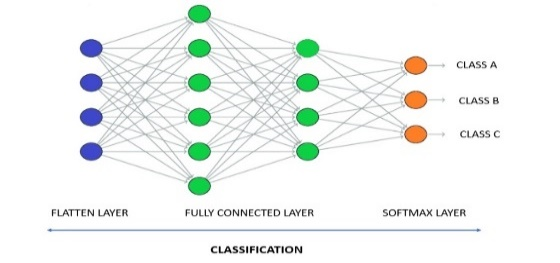 CLASS A
CLASS B
CLASS C
FLATTEN LAYER
FULLY CONNECTED LAYER
SOFTMAX LAYER
CLASSIFICATION